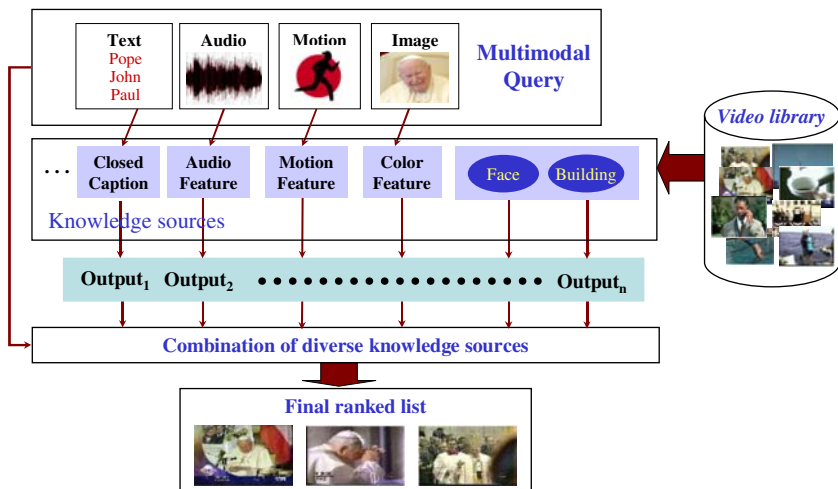 Text
Pope
John
Paul
Audio
Motion
Image
Multimodal
Query
Video library
... Closed
Caption
Audio
Feature
Motion
Feature
Color
Feature
Face
Building
Knowledge sources
Output1 Output2 •••••••••••••••••••• Outputn
Combination of diverse knowledge sources
Final ranked list